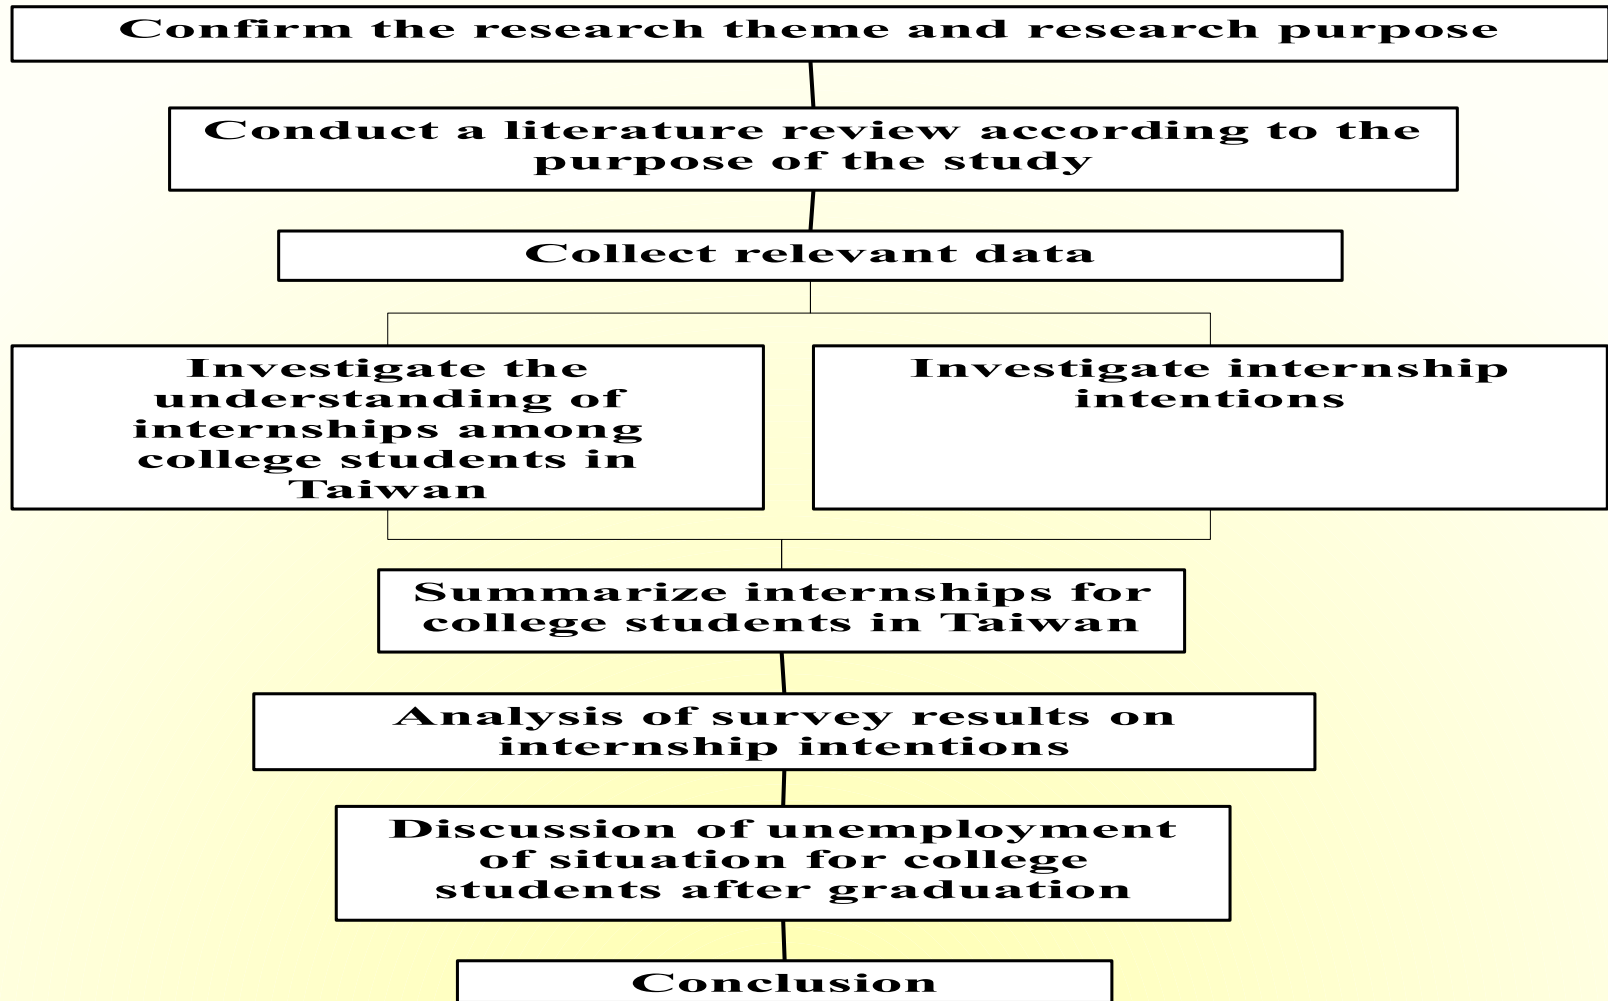 Confirm the research theme and research purpose
Conduct a literature review according to the
purpose of the study
Collect relevant data
Investigate the
understanding of
internships among
college students in
Taiwan
Investigate internship
intentions
Summarize internships for
college students in Taiwan
Analysis of survey results on
internship intentions
Discussion of unemployment
of situation for college
students after graduation
Conclusion